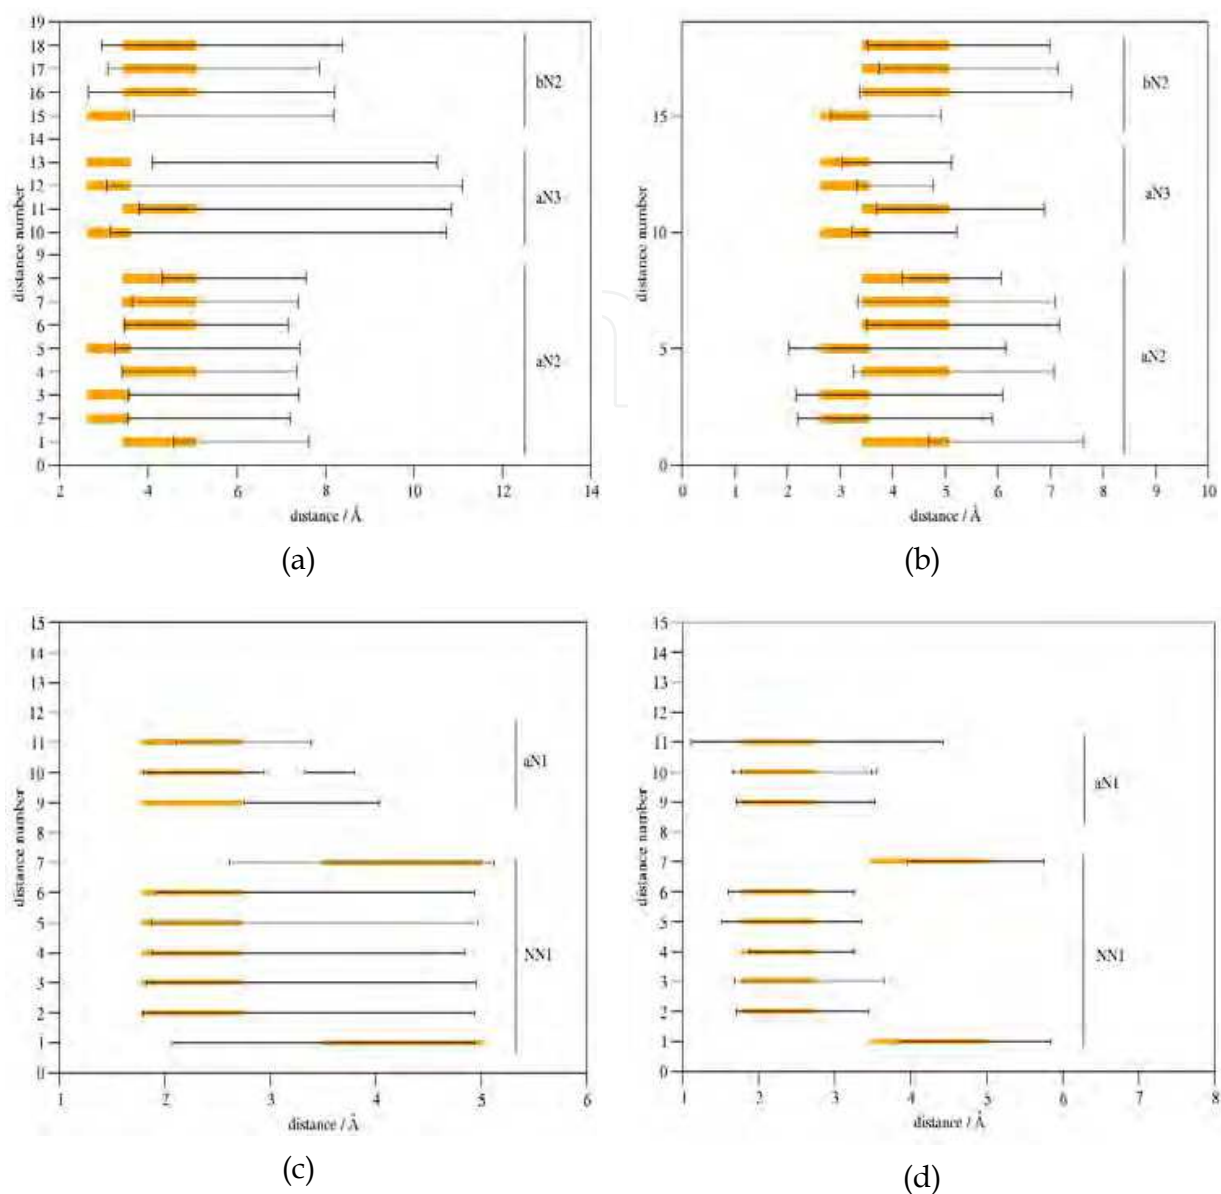 19
18
17
16
15
14
13
12
11
10
9
8
7
6
5
4
3
2
1
0
distance number
bN2
aN3
aN2
2 4 6 8 10 12 14
distance / Å
(a)
15
10
5
0
distance number
bN2
aN3
aN2
0 1 2 3 4 5 6 7 8 9 10
distance / Å
(b)
15
14
13
12
11
10
9
8
7
6
5
4
3
2
1
0
distance number
aN1
NN1
1 2 3 4 5 6
distance / Å
(c)
15
14
13
12
11
10
9
8
7
6
5
4
3
2
1
0
distance number
aN1
NN1
1 2 3 4 5 6 7 8
distance / Å
(d)